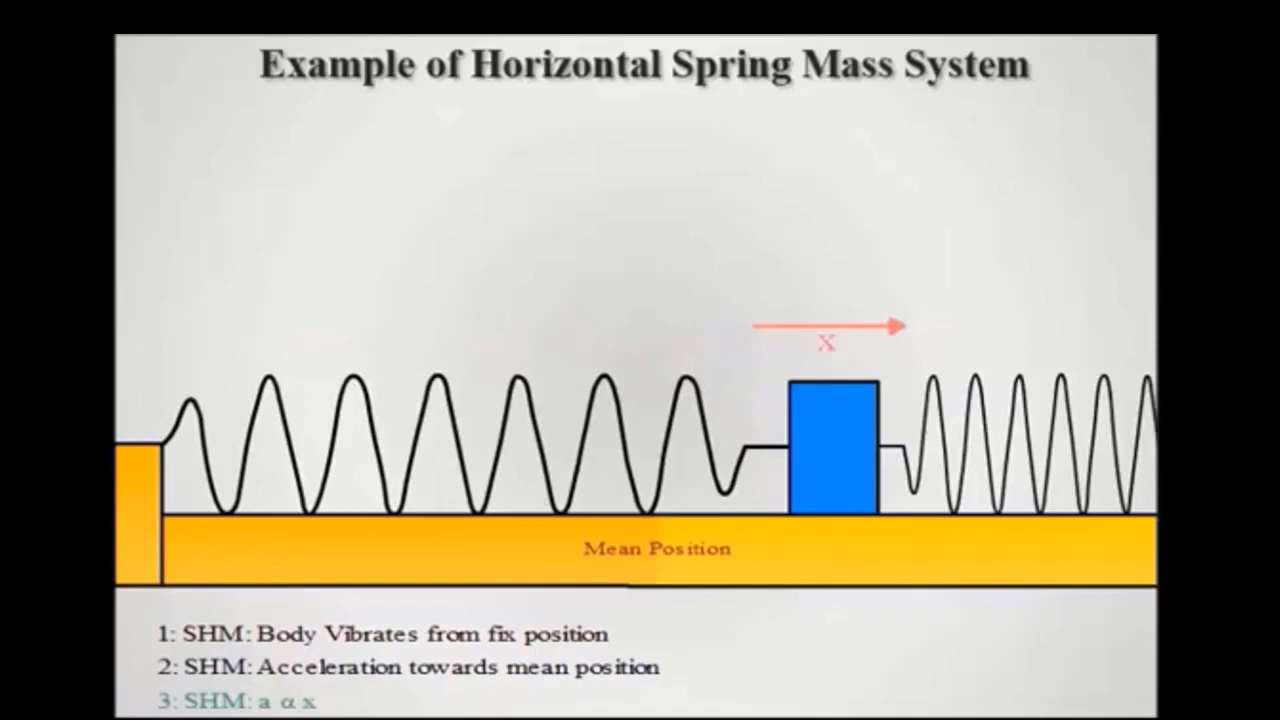 Example of Horizontal Spring Mass System
X
Mean Position
1: SHM: Body Vibrates from fix position
2: SHM: Acceleration towards mean position
3: SHM: a α x